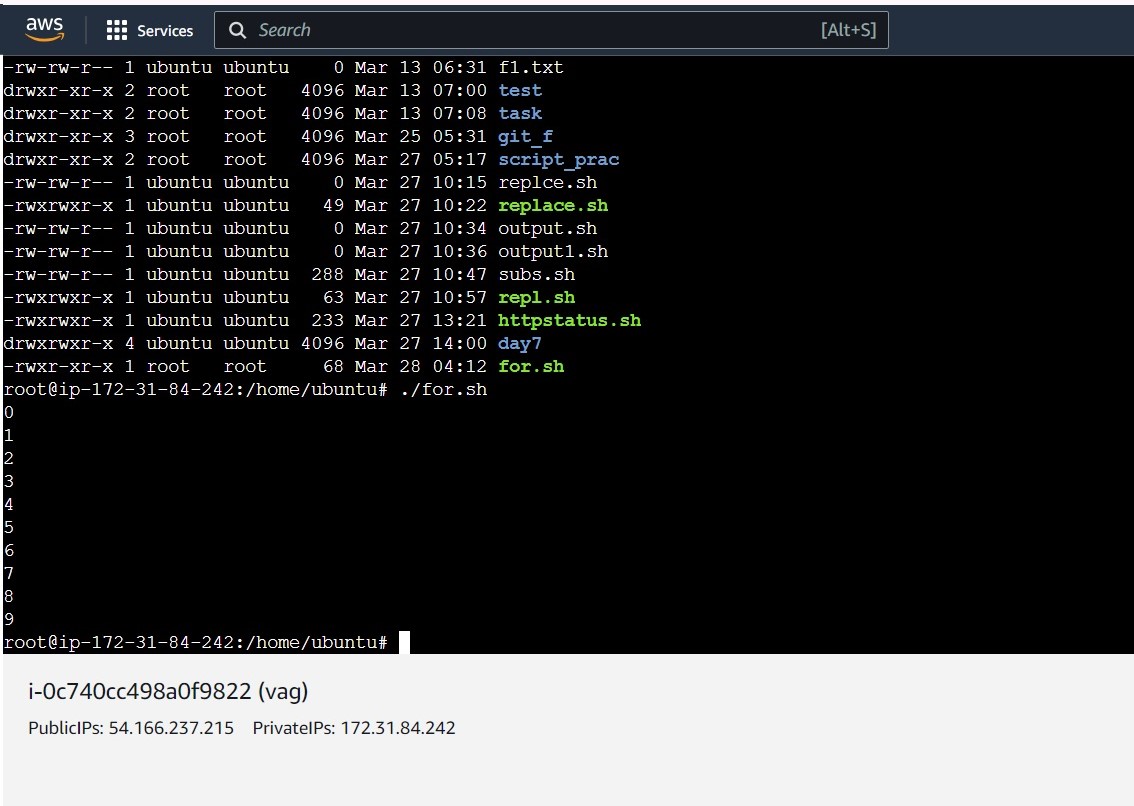 aws Services Search [Alt+S]
-rw-rw-r-- 1 ubuntu ubuntu    0 Mar 13 06:31 f1.txt
drwxr-xr-x 2 root   root   4096 Mar 13 07:00 test
drwxr-xr-x 2 root   root   4096 Mar 13 07:08 task
drwxr-xr-x 3 root   root   4096 Mar 25 05:31 git_f
drwxr-xr-x 2 root   root   4096 Mar 27 05:17 script_prac
-rw-rw-r-- 1 ubuntu ubuntu    0 Mar 27 10:15 replce.sh
-rwxrwxr-x 1 ubuntu ubuntu   49 Mar 27 10:22 replace.sh
-rw-rw-r-- 1 ubuntu ubuntu    0 Mar 27 10:34 output.sh
-rw-rw-r-- 1 ubuntu ubuntu    0 Mar 27 10:36 output1.sh
-rw-rw-r-- 1 ubuntu ubuntu  288 Mar 27 10:47 subs.sh
-rwxrwxr-x 1 ubuntu ubuntu   63 Mar 27 10:57 repl.sh
-rwxrwxr-x 1 ubuntu ubuntu  233 Mar 27 13:21 httpstatus.sh
drwxrwxr-x 4 ubuntu ubuntu 4096 Mar 27 14:00 day7
-rwxr-xr-x 1 root   root     68 Mar 28 04:12 for.sh
root@ip-172-31-84-242:/home/ubuntu# ./for.sh
0
1
2
3
4
5
6
7
8
9
root@ip-172-31-84-242:/home/ubuntu#
i-0c740cc498a0f9822 (vag)
PublicIPs: 54.166.237.215 PrivateIPs: 172.31.84.242